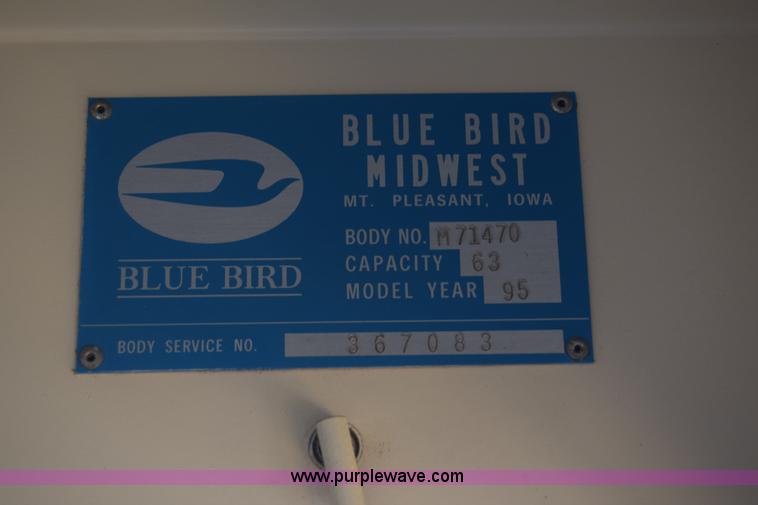 BLUE BIRD
MIDWEST
MT. PLEASANT, IOWA
BODY NO. M71470
CAPACITY 63
MODEL YEAR 95
BLUE BIRD
BODY SERVICE NO. 367083
www.purplewave.com